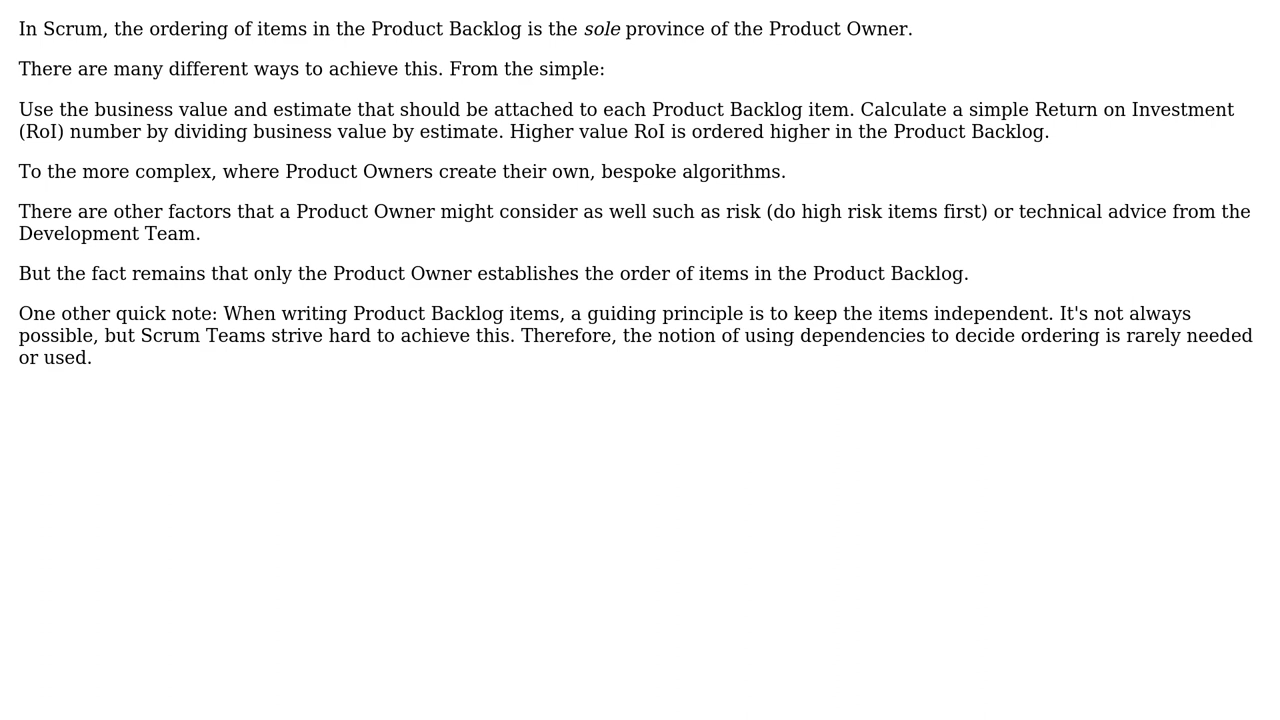 In Scrum, the ordering of items in the Product Backlog is the sole province of the Product Owner.
There are many different ways to achieve this. From the simple:
Use the business value and estimate that should be attached to each Product Backlog item. Calculate a simple Return on Investment
(RoI) number by dividing business value by estimate. Higher value RoI is ordered higher in the Product Backlog.
To the more complex, where Product Owners create their own, bespoke algorithms.
There are other factors that a Product Owner might consider as well such as risk (do high risk items first) or technical advice from the
Development Team.
But the fact remains that only the Product Owner establishes the order of items in the Product Backlog.
One other quick note: When writing Product Backlog items, a guiding principle is to keep the items independent. It's not always
possible, but Scrum Teams strive hard to achieve this. Therefore, the notion of using dependencies to decide ordering is rarely needed
or used.